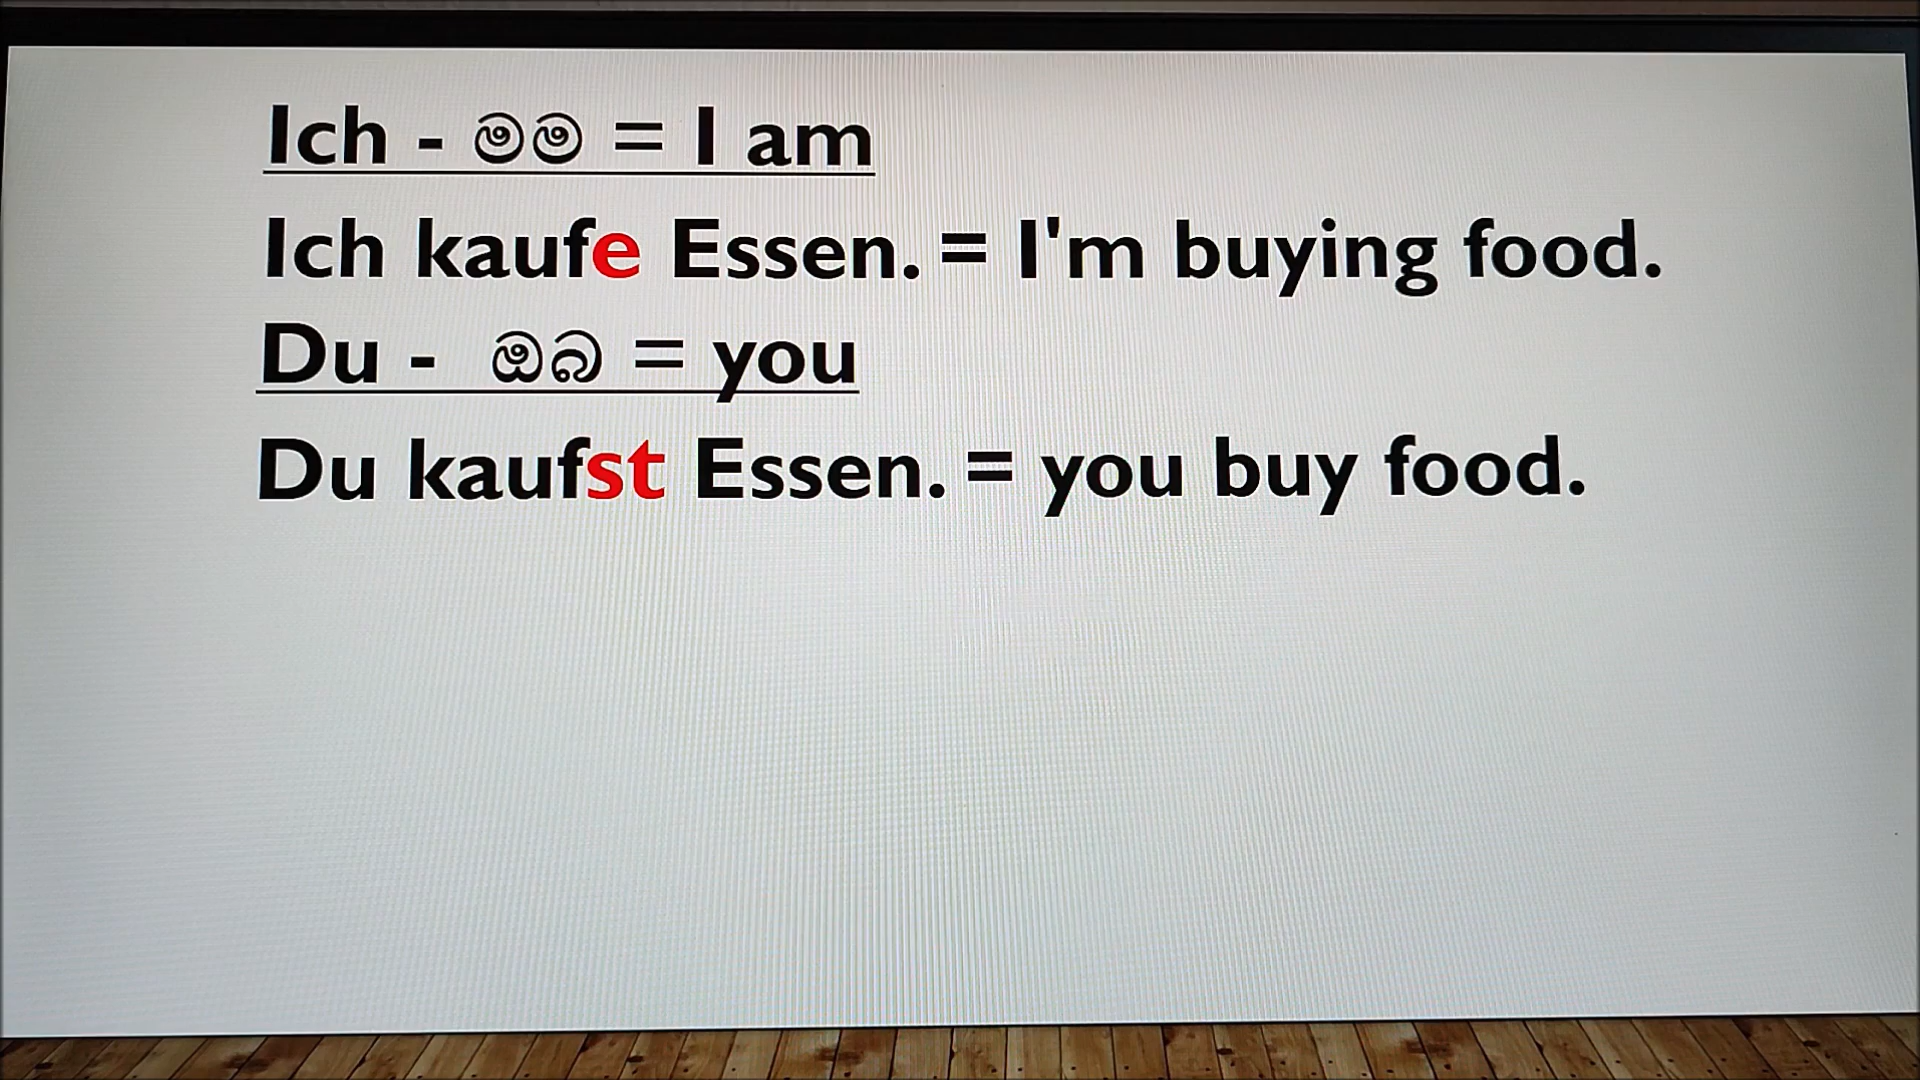 Ich - මම = I am
Ich kaufe Essen. = I'm buying food.
Du - ඔබ = you
Du kaufst Essen. = you buy food.